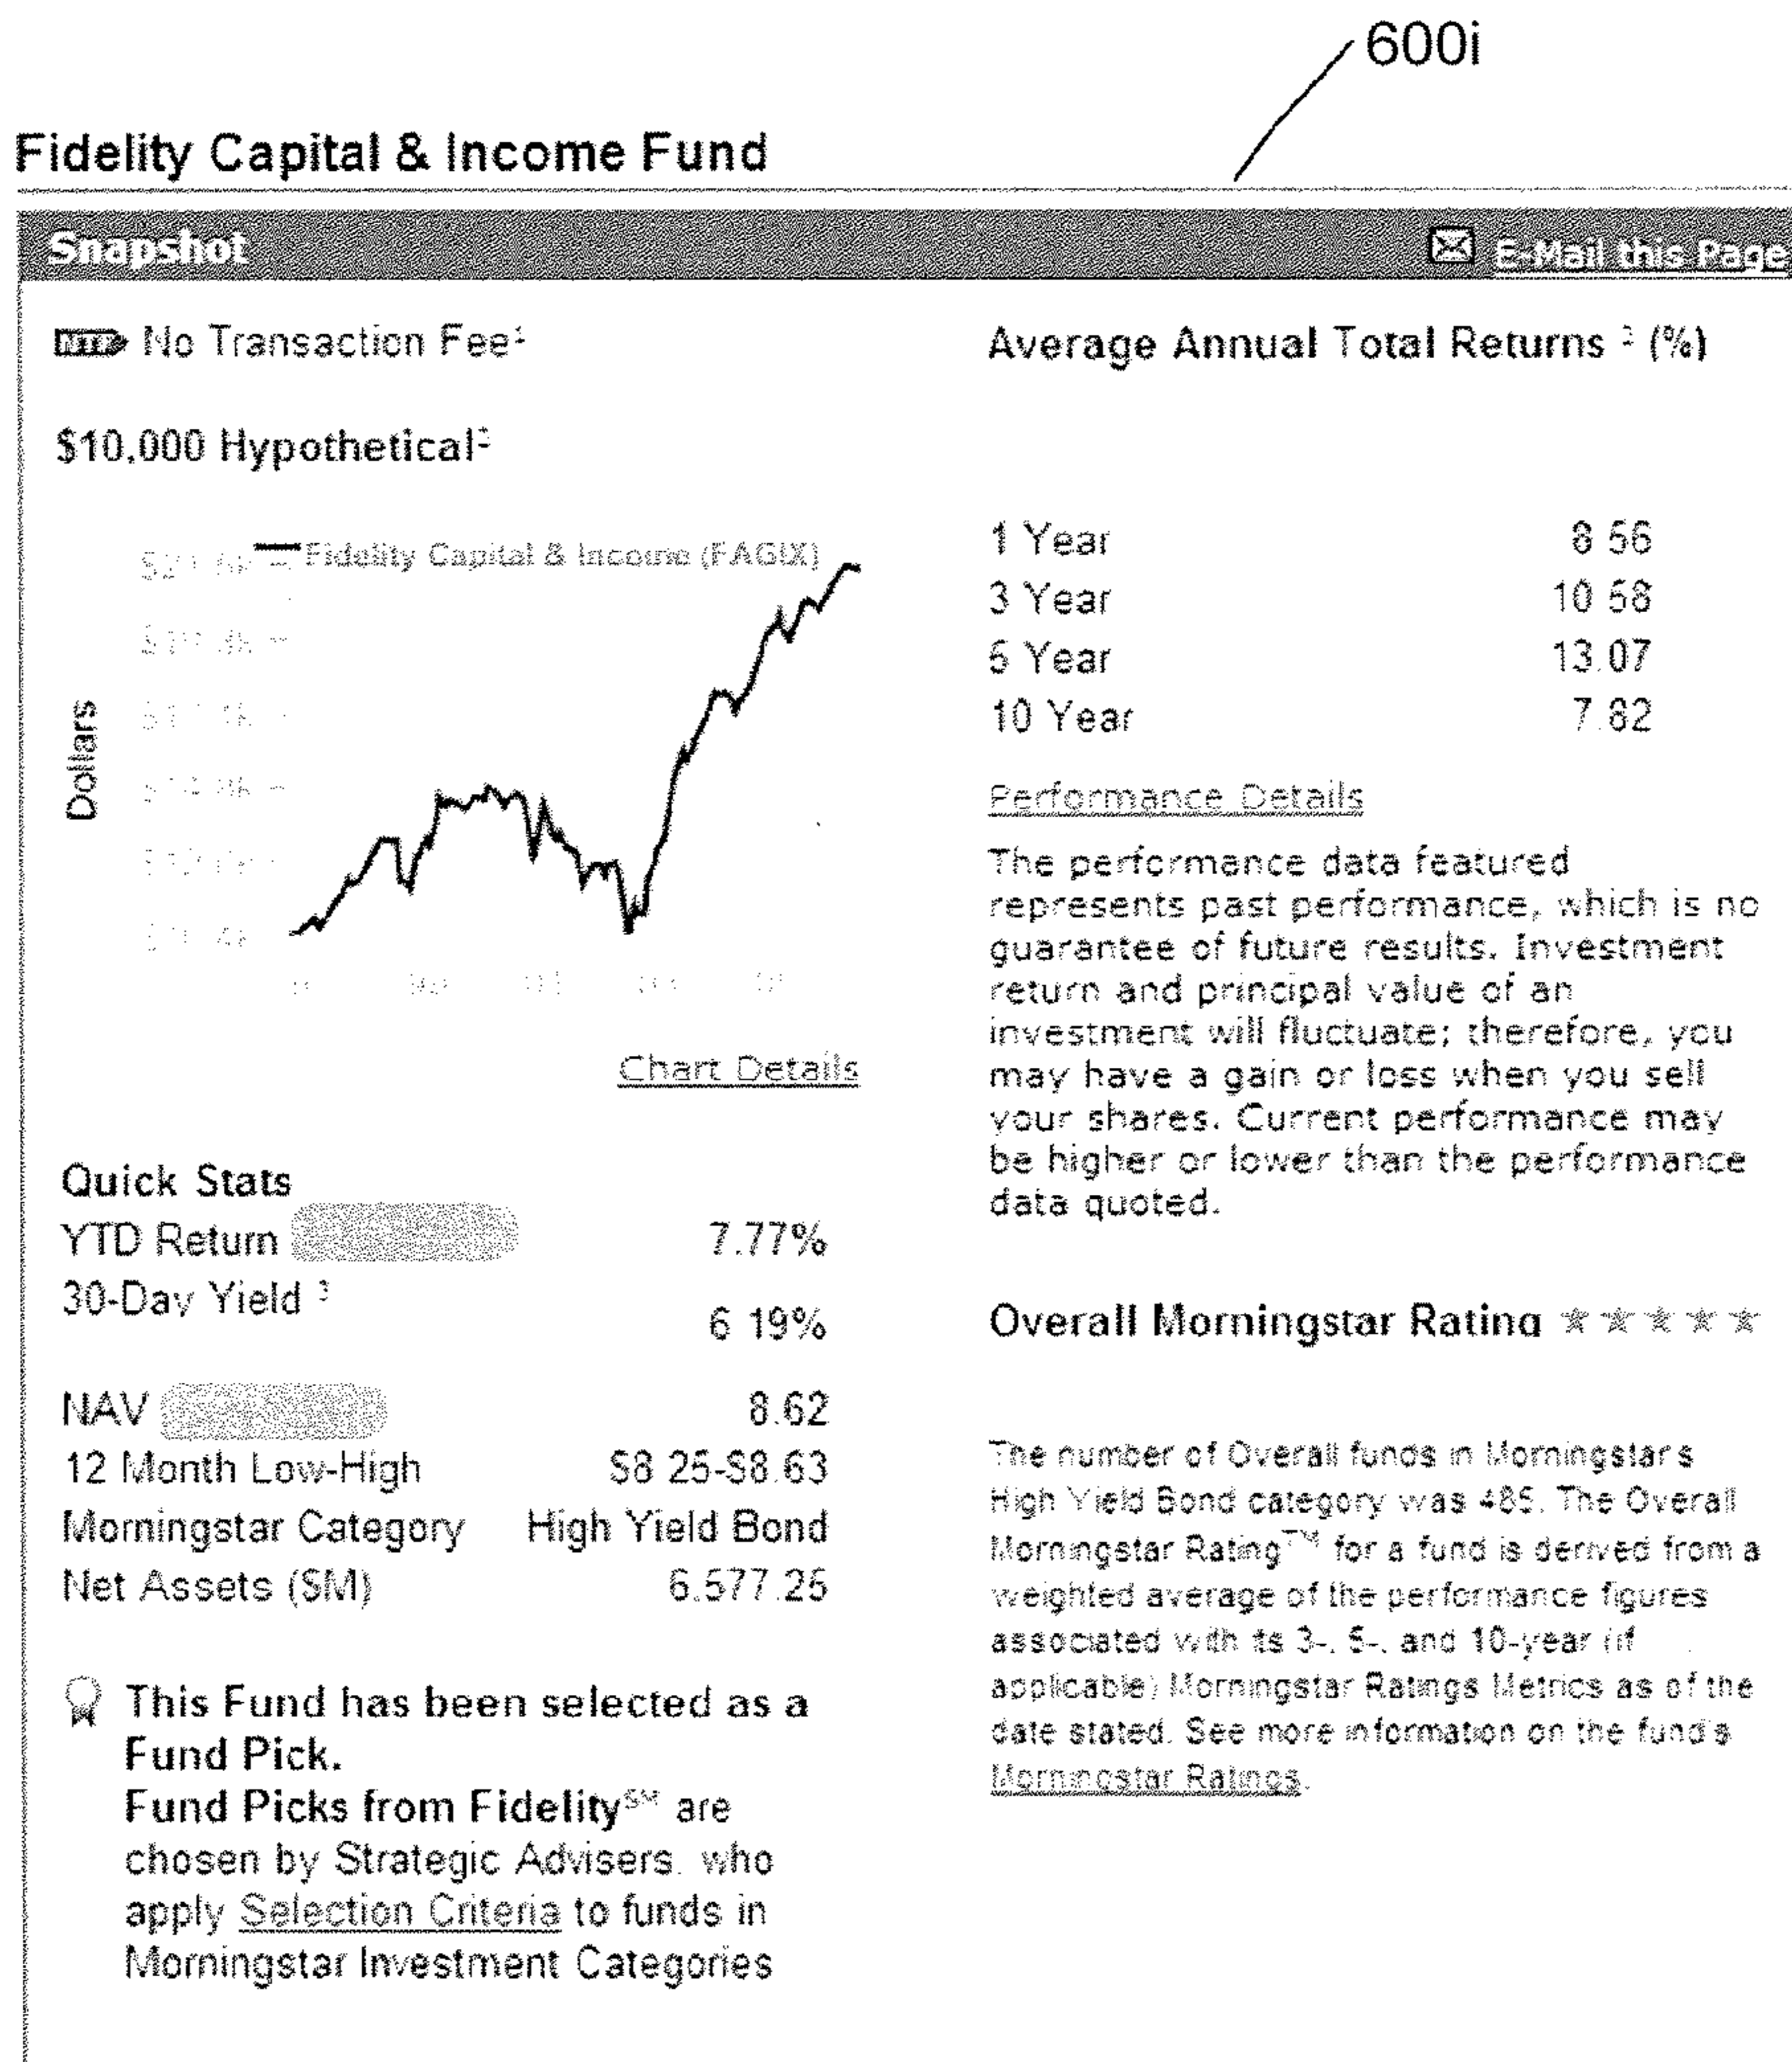 600i
Fidelity Capital & Income Fund
Snapshot
E-Mail this Page
NTF No Transaction Fee¹
$10,000 Hypothetical
Fidelity Capital & Income (FAGIX)
Dollars
Chart Details
Quick Stats
YTD Return 7.77%
30-Day Yield ³ 6.19%
NAV 8.62
12 Month Low-High $8.25-$8.63
Morningstar Category High Yield Bond
Net Assets ($M) 6,577.25
This Fund has been selected as a
Fund Pick.
Fund Picks from Fidelity℠ are
chosen by Strategic Advisers, who
apply Selection Criteria to funds in
Morningstar Investment Categories
Average Annual Total Returns (%)
1 Year 8.56
3 Year
5 Year 13.07
10 Year 7.82
Performance Details
The performance data featured
represents past performance, which is no
guarantee of future results. Investment
return and principal value of an
investment will fluctuate; therefore, you
may have a gain or loss when you sell
your shares. Current performance may
be higher or lower than the performance
data quoted.
Overall Morningstar Rating
The number of Overall funds in Morningstar's
High Yield Bond category was 485. The Overall
Morningstar Rating™ for a fund is derived from a
weighted average of the performance figures
associated with its 3-, 5-, and 10-year (if
applicable) Morningstar Ratings Metrics as of the
date stated. See more information on the fund's
Morningstar Ratings.